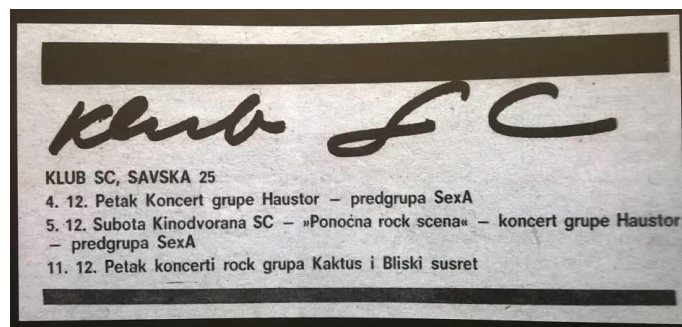 Klub SC
KLUB SC, SAVSKA 25
4. 12. Petak Koncert grupe Haustor — predgrupa SexA
5. 12. Subota Kinodvorana SC — »Ponoćna rock scena« — koncert grupe Haustor
— predgrupa SexA
11. 12. Petak koncerti rock grupa Kaktus i Bliski susret